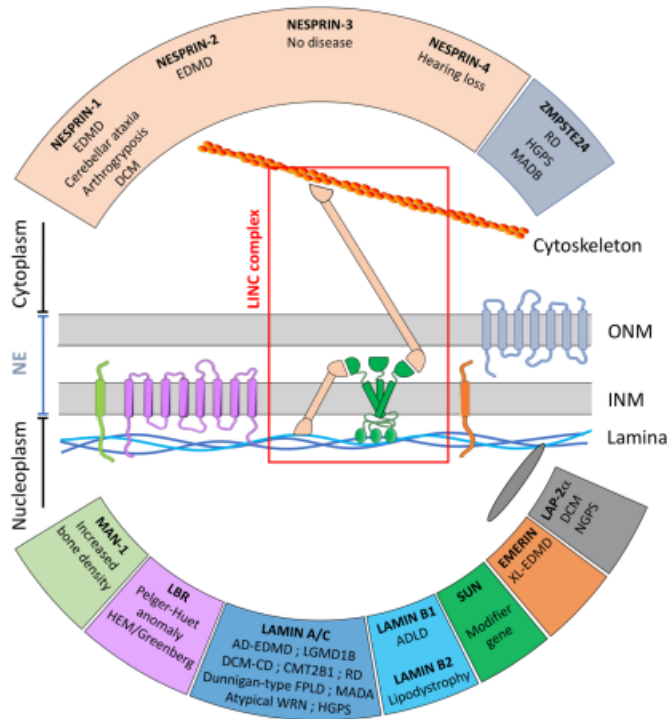 NESPRIN-1
EDMD
Cerebellar ataxia
Arthrogryposis
DCM
NESPRIN-2
EDMD
NESPRIN-3
No disease
NESPRIN-4
Hearing loss
ZMPSTE24
RD
HGPS
MADB
Cytoplasm
NE
Nucleoplasm
LINC complex
Cytoskeleton
ONM
INM
Lamina
MAN-1
Increased
bone density
LBR
Pelger-Huet
anomaly
HEM/Greenberg
LAMIN A/C
AD-EDMD ; LGMD1B
DCM-CD ; CMT2B1 ; RD
Dunnigan-type FPLD ; MADA
Atypical WRN ; HGPS
LAMIN B1
ADLD
LAMIN B2
Lipodystrophy
SUN
Modifier
gene
EMERIN
XL-EDMD
LAP-2α
DCM
NGPS